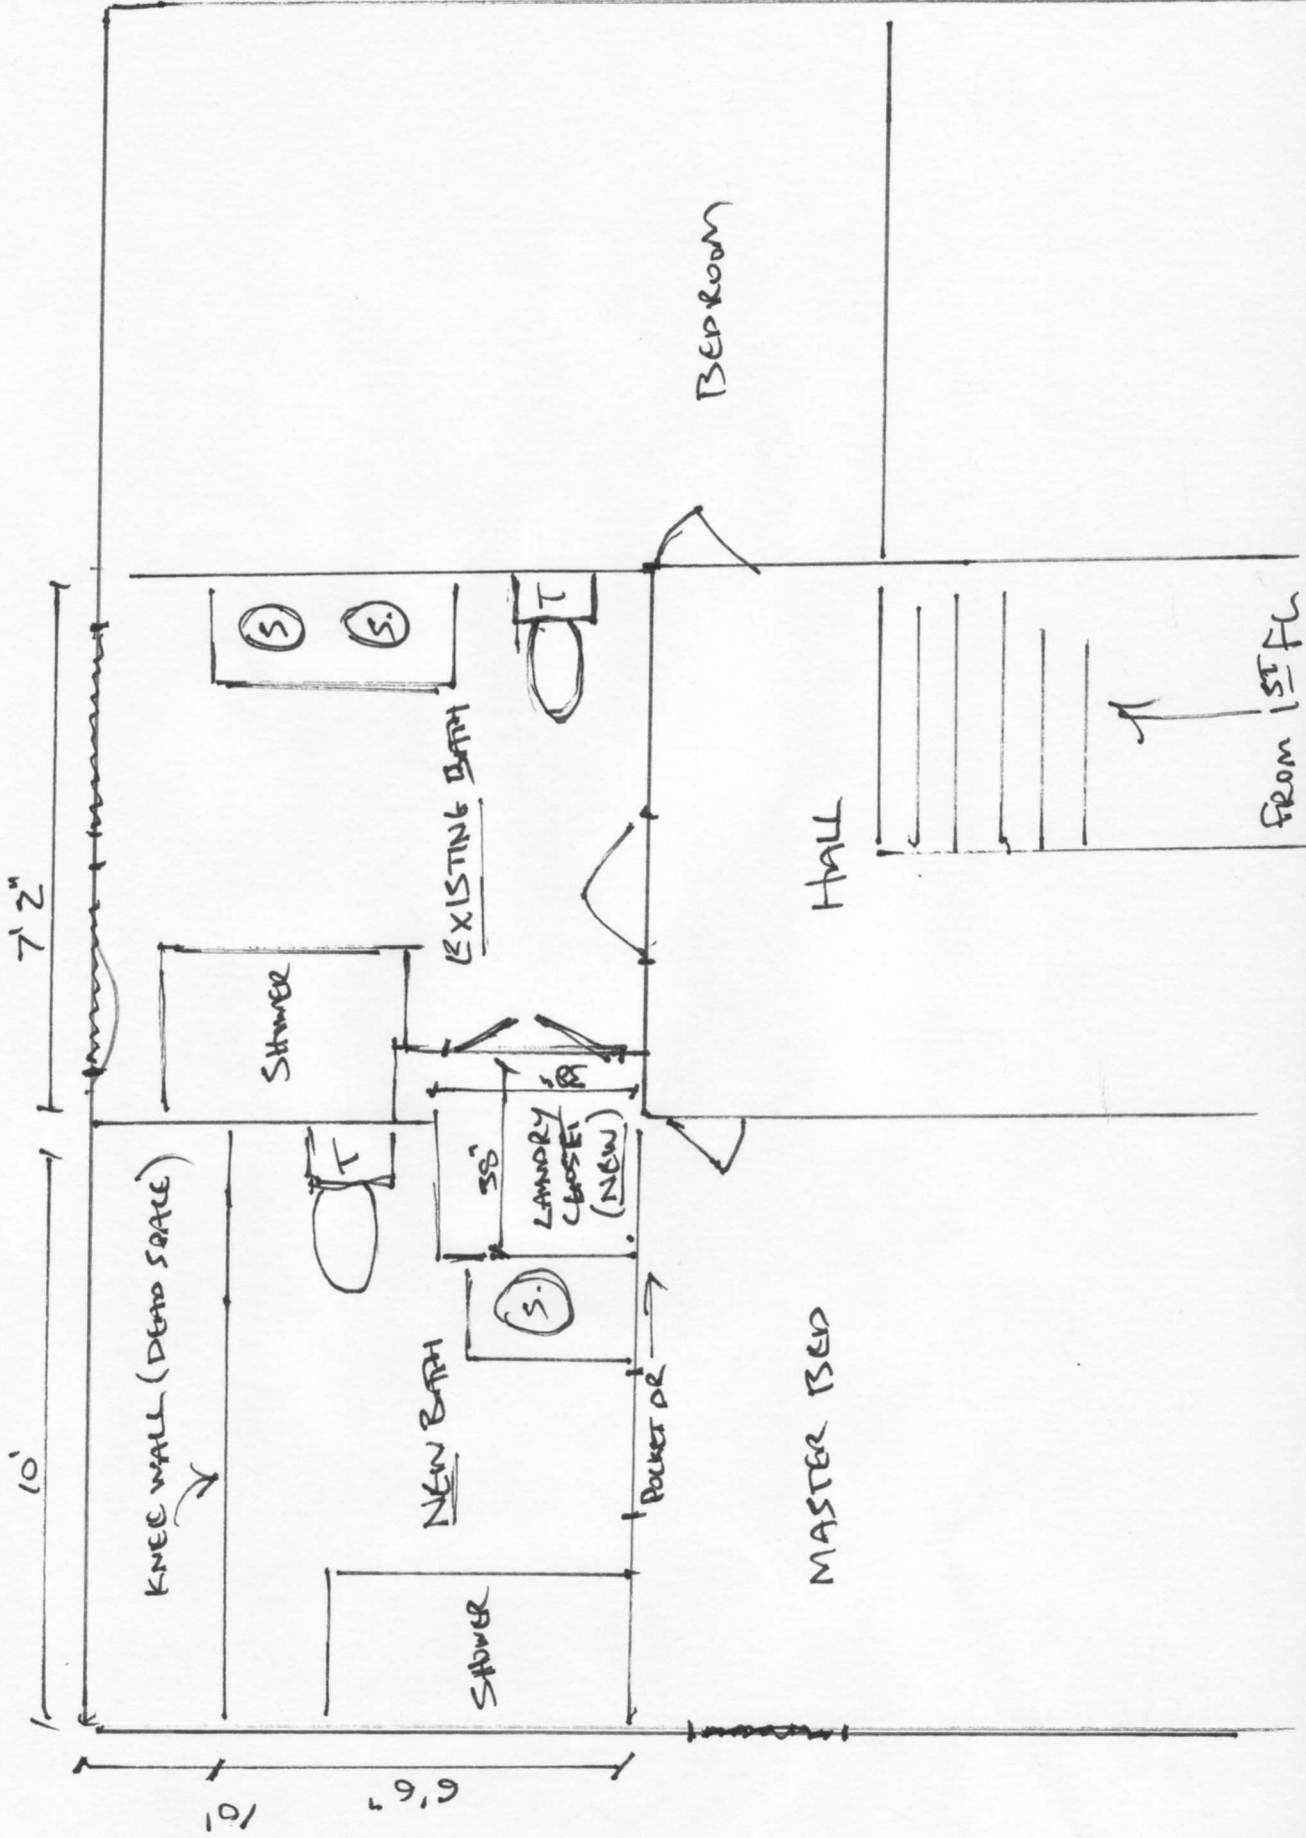 10'
7' 2"
10'
6'6"
KNEE WALL (DEAD SPACE)
T
SHOWER
S
S.
NEW BATH
EXISTING BATH
SHOWER
38"
S.
LAUNDRY
CLOSET
(NEW)
T
POCKET DR
BEDROOM
MASTER BED
HALL
FROM 1ST FL